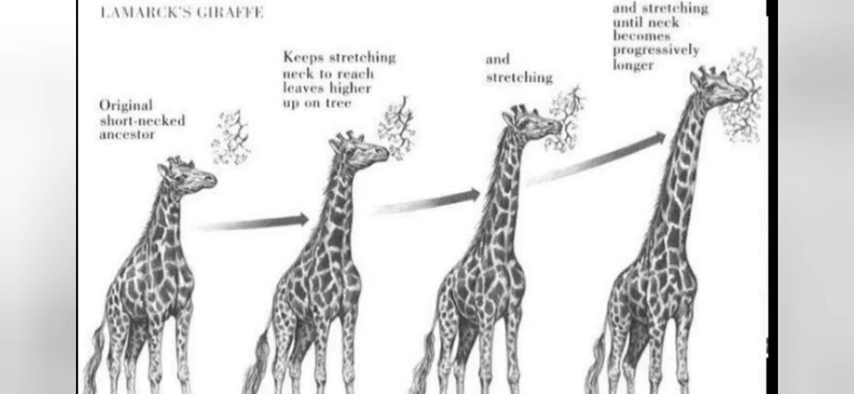 LAMARCK'S GIRAFFE
Original
short-necked
ancestor
Keeps stretching
neck to reach
leaves higher
up on tree
and
stretching
and stretching
until neck
becomes
progressively
longer